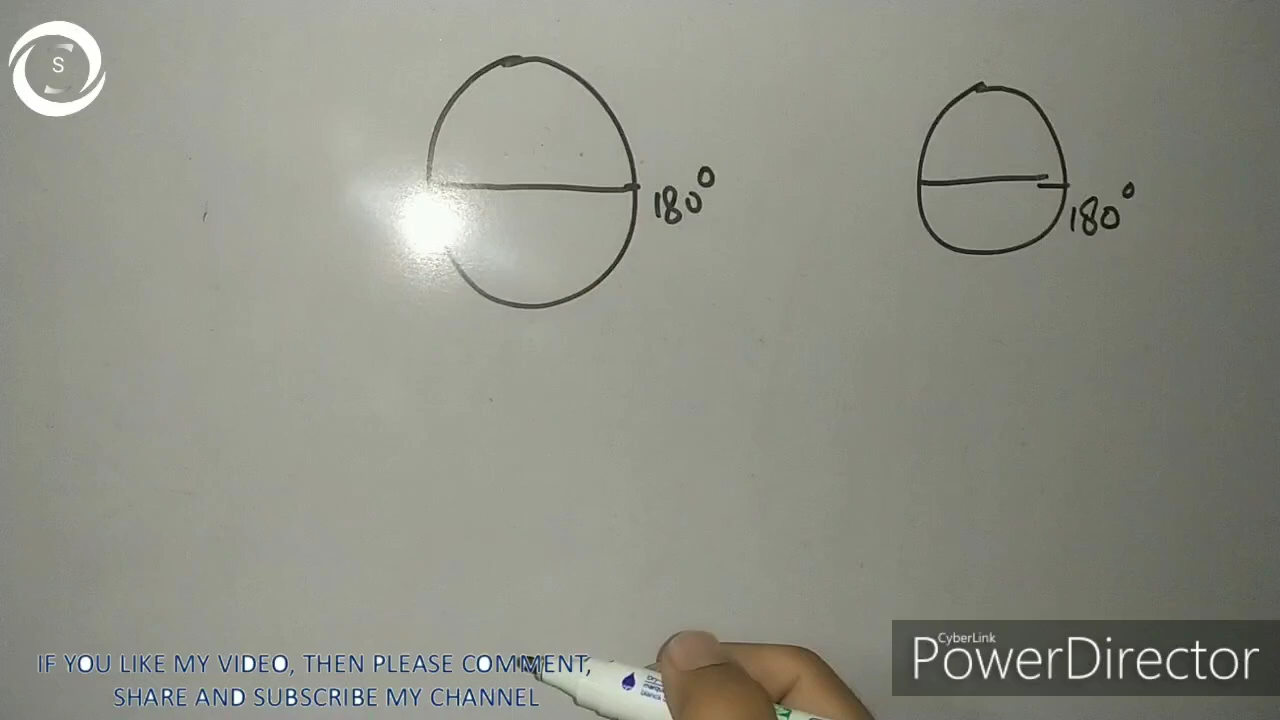 S
180°
180°
IF YOU LIKE MY VIDEO, THEN PLEASE COMMENT,
SHARE AND SUBSCRIBE MY CHANNEL
CyberLink
PowerDirector